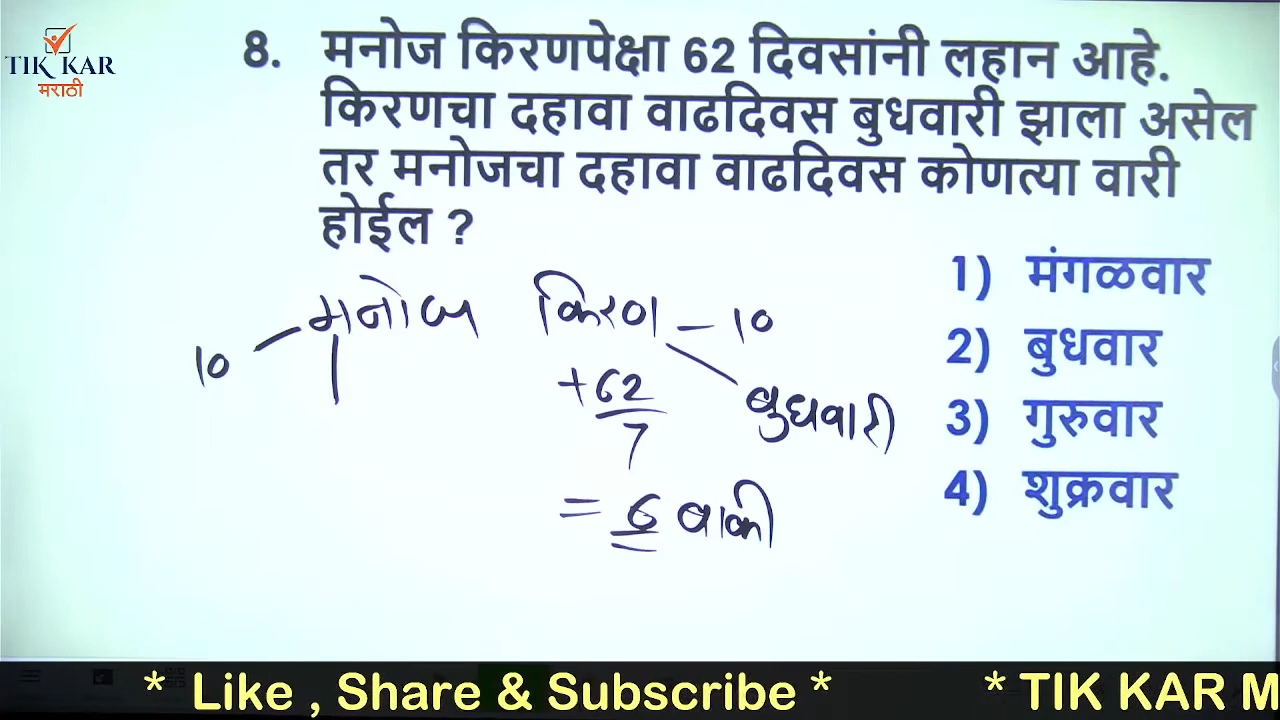 TIK KAR
मराठी
8. मनोज किरणपेक्षा 62 दिवसांनी लहान आहे.
किरणचा दहावा वाढदिवस बुधवारी झाला असेल
तर मनोजचा दहावा वाढदिवस कोणत्या वारी
होईल ?
1) मंगळवार
2) बुधवार
3) गुरुवार
4) शुक्रवार
मनोज किरण – 10
10
+62
7
बुधवारी
= 6 बाकी
* Like , Share & Subscribe * * TIK KAR M